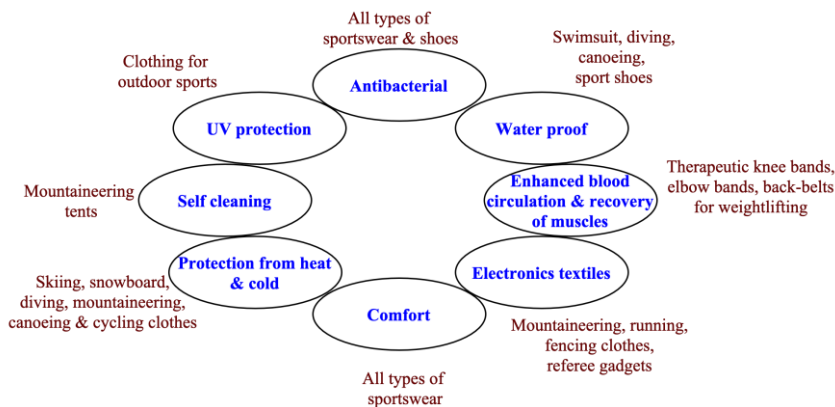 All types of
sportswear & shoes
Antibacterial
Swimsuit, diving,
canoeing,
sport shoes
Water proof
Therapeutic knee bands,
elbow bands, back-belts
for weightlifting
Enhanced blood
circulation & recovery
of muscles
Electronics textiles
Mountaineering, running,
fencing clothes,
referee gadgets
Comfort
All types of
sportswear
Protection from heat
& cold
Skiing, snowboard,
diving, mountaineering,
canoeing & cycling clothes
Self cleaning
Mountaineering
tents
UV protection
Clothing for
outdoor sports